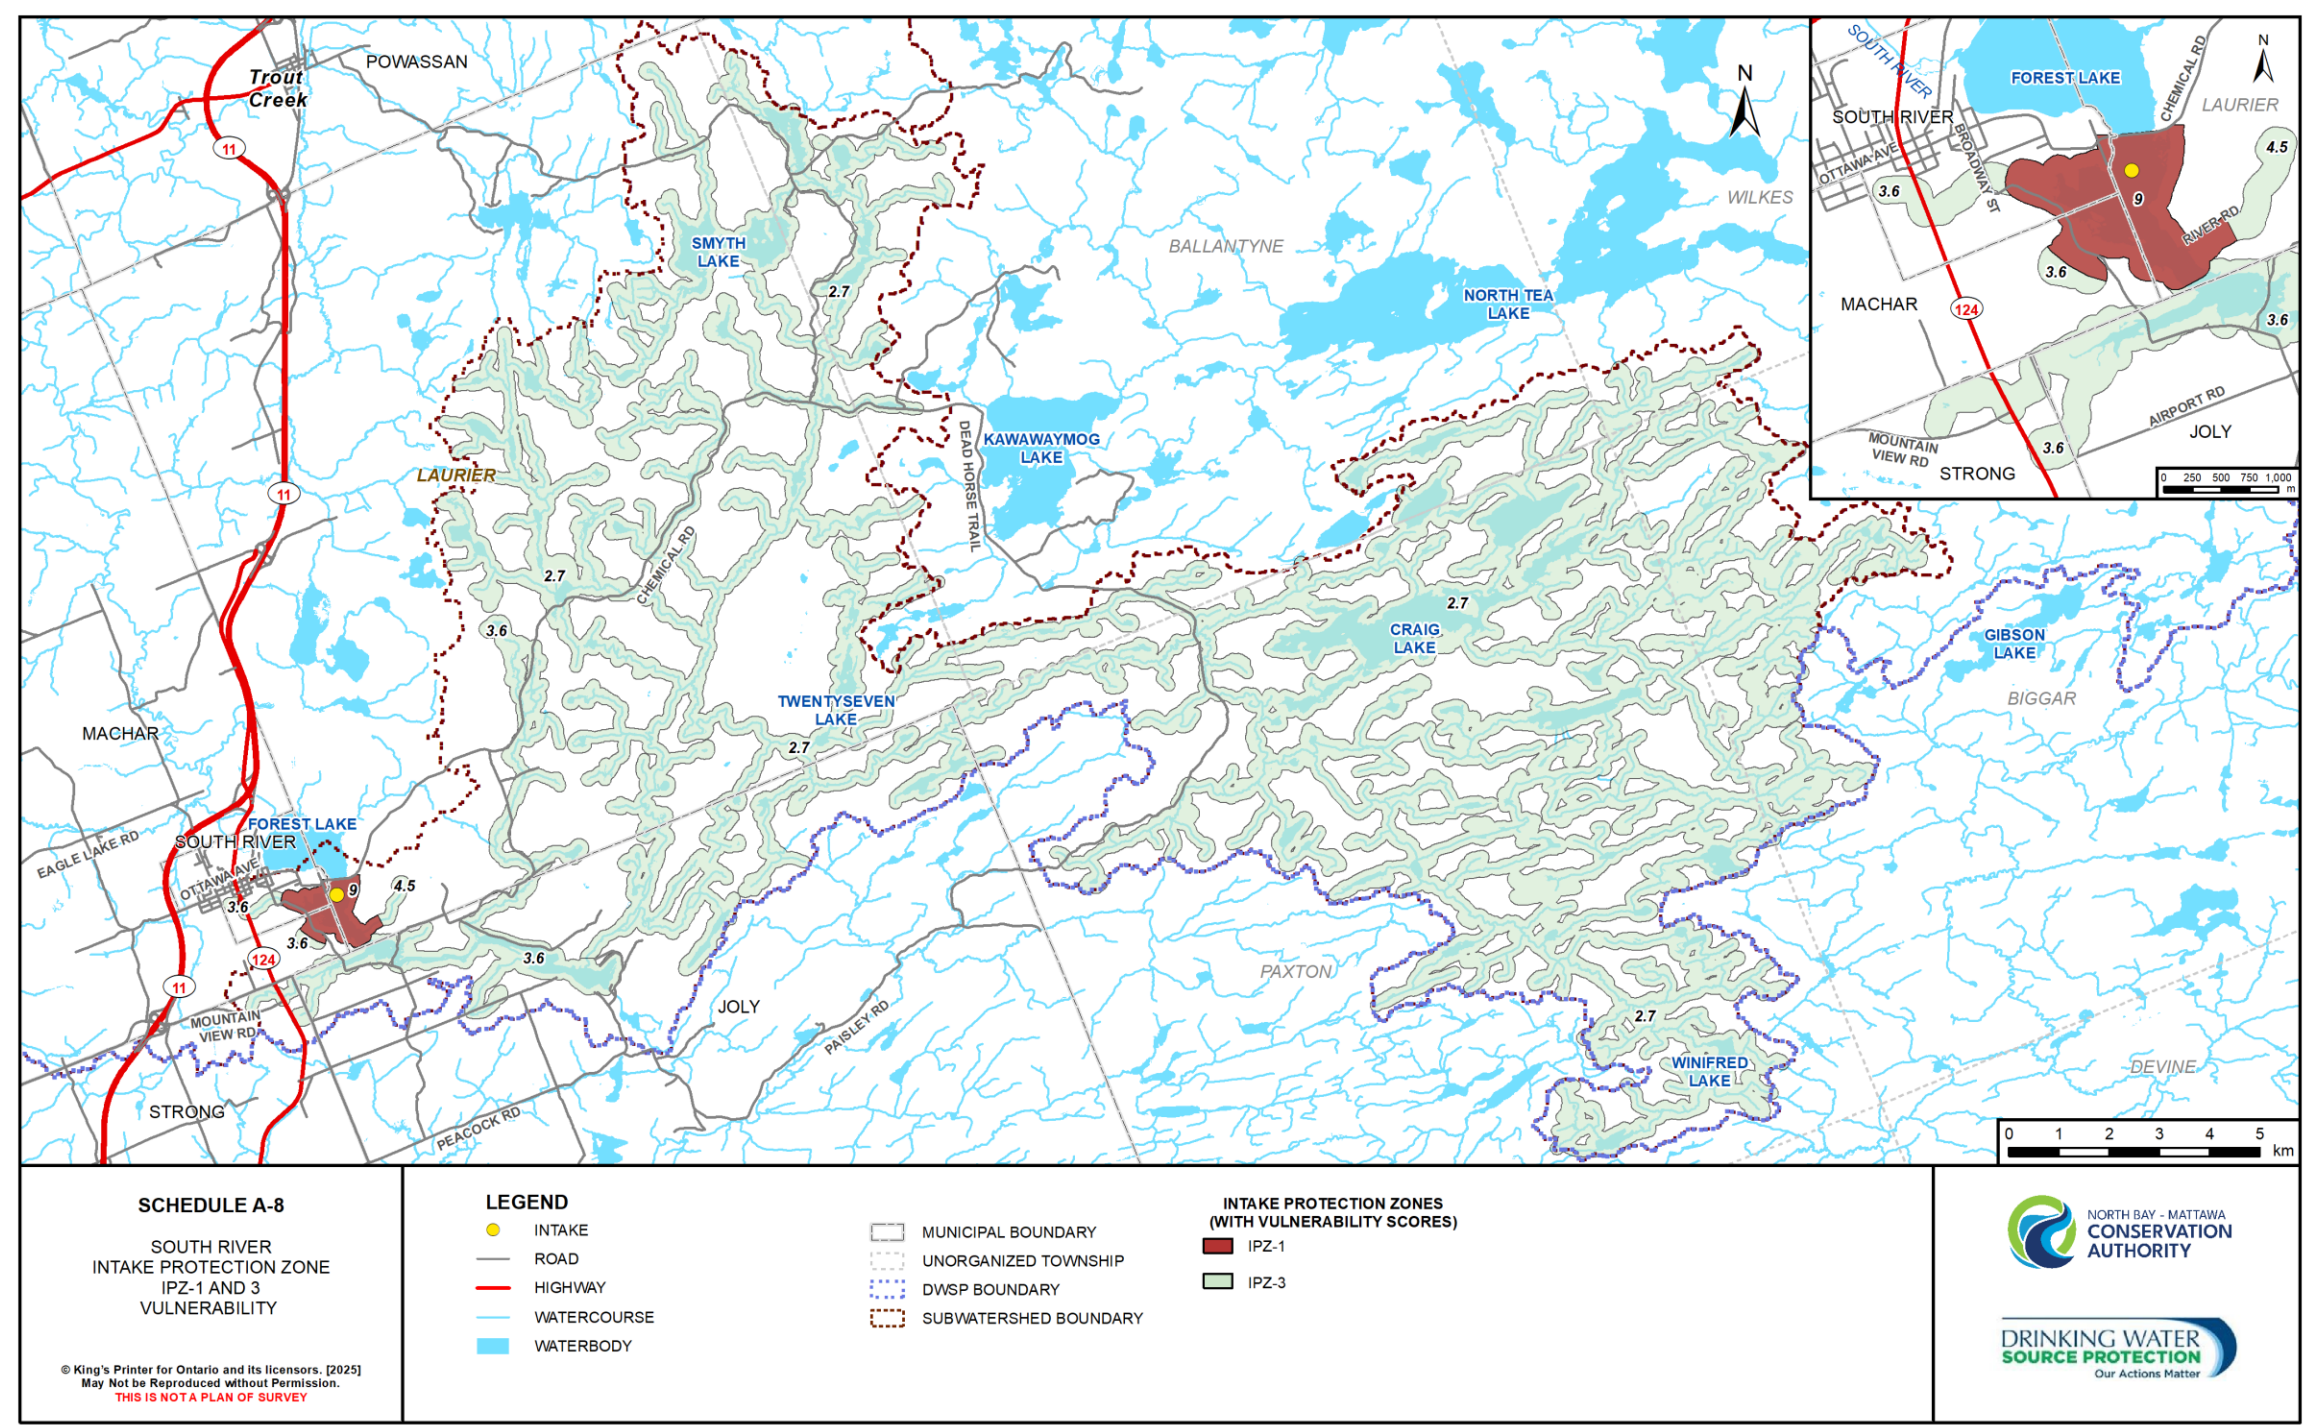 POWASSAN
Trout
Creek
11
SMYTH
LAKE
2.7
BALLANTYNE
WILKES
N
NORTH TEA
LAKE
KAWAWAYMOG
LAKE
DEAD HORSE TRAIL
LAURIER
11
CHEMICAL RD
2.7
3.6
2.7
CRAIG
LAKE
GIBSON
LAKE
BIGGAR
TWENTYSEVEN
LAKE
2.7
MACHAR
FOREST LAKE
SOUTH RIVER
EAGLE LAKE RD
OTTAWA AVE
9
4.5
3.6
3.6
124
3.6
11
MOUNTAIN
VIEW RD
JOLY
PAISLEY RD
PAXTON
2.7
WINIFRED
LAKE
DEVINE
STRONG
PEACOCK RD
0 1 2 3 4 5
km
SOUTH RIVER
FOREST LAKE
CHEMICAL RD
N
LAURIER
SOUTH RIVER
OTTAWA AVE
BROADWAY ST
4.5
3.6
9
RIVER RD
3.6
MACHAR
124
3.6
AIRPORT RD
JOLY
MOUNTAIN
VIEW RD
3.6
STRONG
0 250 500 750 1,000
m
SCHEDULE A-8
SOUTH RIVER
INTAKE PROTECTION ZONE
IPZ-1 AND 3
VULNERABILITY
© King's Printer for Ontario and its licensors. [2025]
May Not be Reproduced without Permission.
THIS IS NOT A PLAN OF SURVEY
LEGEND
INTAKE
ROAD
HIGHWAY
WATERCOURSE
WATERBODY
MUNICIPAL BOUNDARY
UNORGANIZED TOWNSHIP
DWSP BOUNDARY
SUBWATERSHED BOUNDARY
INTAKE PROTECTION ZONES
(WITH VULNERABILITY SCORES)
IPZ-1
IPZ-3
NORTH BAY - MATTAWA
CONSERVATION
AUTHORITY
DRINKING WATER
SOURCE PROTECTION
Our Actions Matter